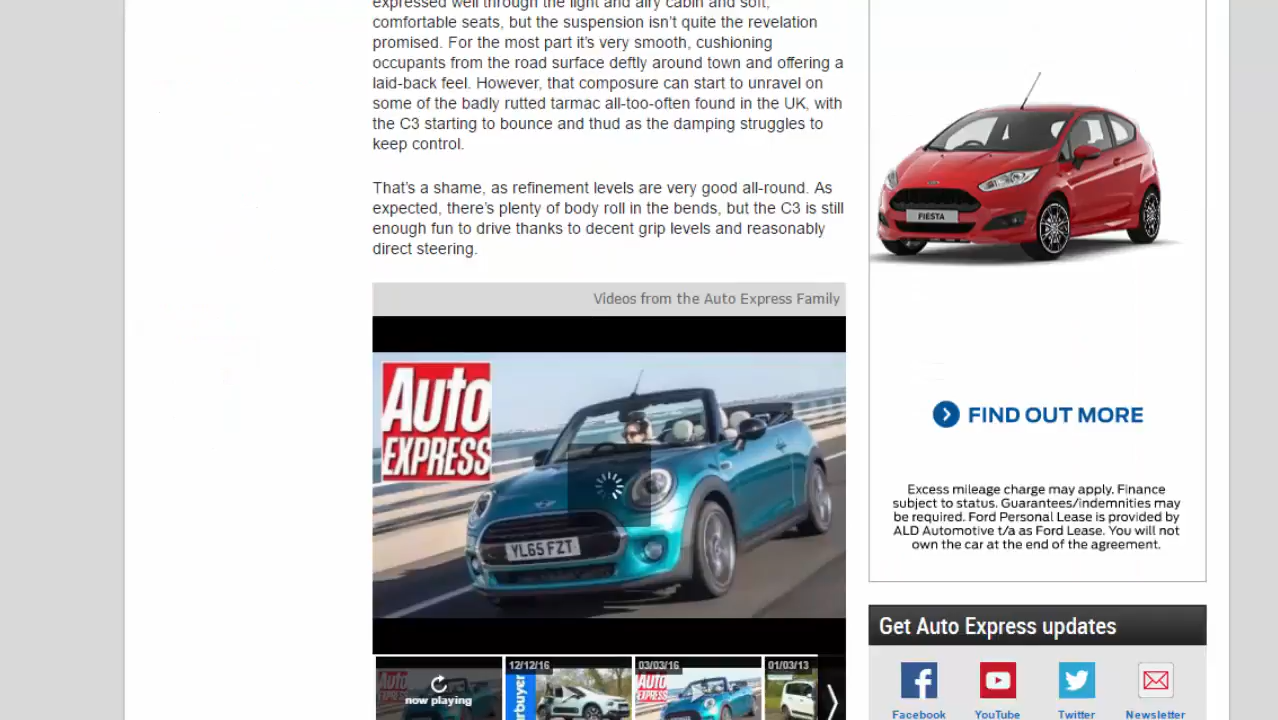 expressed well through the light and airy cabin and soft,
comfortable seats, but the suspension isn't quite the revelation
promised. For the most part it's very smooth, cushioning
occupants from the road surface deftly around town and offering a
laid-back feel. However, that composure can start to unravel on
some of the badly rutted tarmac all-too-often found in the UK, with
the C3 starting to bounce and thud as the damping struggles to
keep control.
That's a shame, as refinement levels are very good all-round. As
expected, there's plenty of body roll in the bends, but the C3 is still
enough fun to drive thanks to decent grip levels and reasonably
direct steering.
Videos from the Auto Express Family
Auto
EXPRESS
YL65 FZT
now playing
12/12/16
03/03/16
Auto
EXPRESS
01/03/13
FIESTA
FIND OUT MORE
Excess mileage charge may apply. Finance
subject to status. Guarantees/indemnities may
be required. Ford Personal Lease is provided by
ALD Automotive t/a as Ford Lease. You will not
own the car at the end of the agreement.
Get Auto Express updates
Facebook
YouTube
Twitter
Newsletter